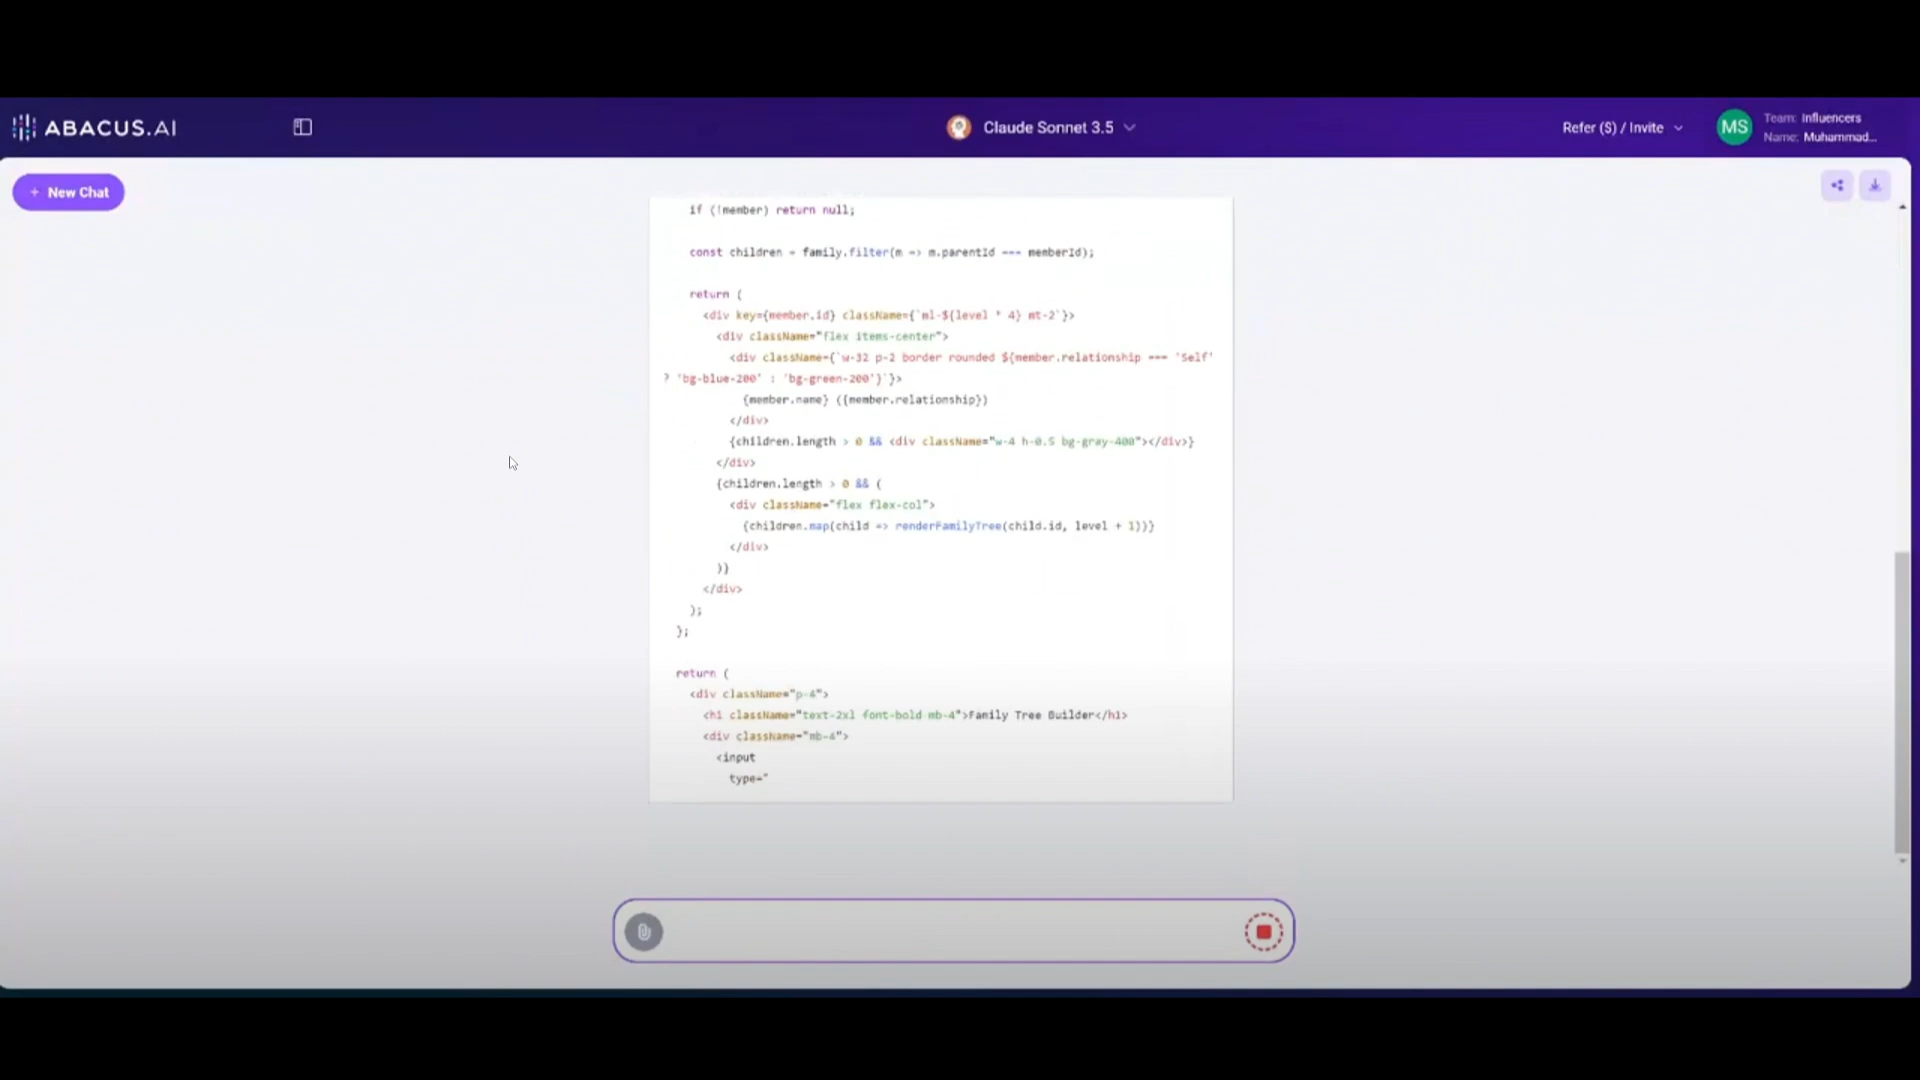 ABACUS.AI
Claude Sonnet 3.5
Refer ($) / Invite
MS
Team: Influencers
Name: Muhammad...
+ New Chat
if (!member) return null;
const children = family.filter(m => m.parentId === memberId);
return (
<div key={member.id} className={`ml-${level * 4} mt-2`}>
<div className="flex items-center">
<div className={`w-32 p-2 border rounded ${member.relationship === 'Self'
? 'bg-blue-200' : 'bg-green-200'}`}>
{member.name} ({member.relationship})
</div>
{children.length > 0 && <div className="w-4 h-0.5 bg-gray-400"></div>}
</div>
{children.length > 0 && (
<div className="flex flex-col">
{children.map(child => renderFamilyTree(child.id, level + 1))}
</div>
)}
</div>
);
};
return (
<div className="p-4">
<h1 className="text-2xl font-bold mb-4">Family Tree Builder</h1>
<div className="mb-4">
<input
type="